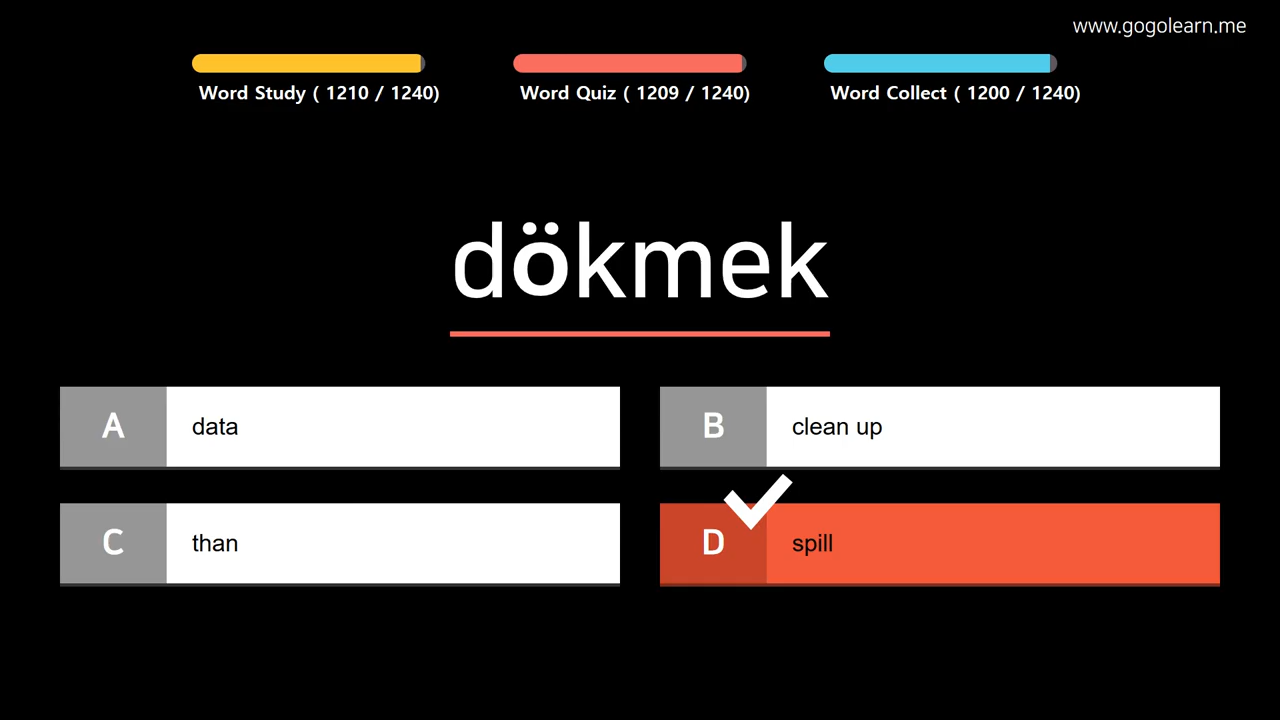 www.gogolearn.me
Word Study ( 1210 / 1240)
Word Quiz ( 1209 / 1240)
Word Collect ( 1200 / 1240)
dökmek
A data
B clean up
C than
D spill